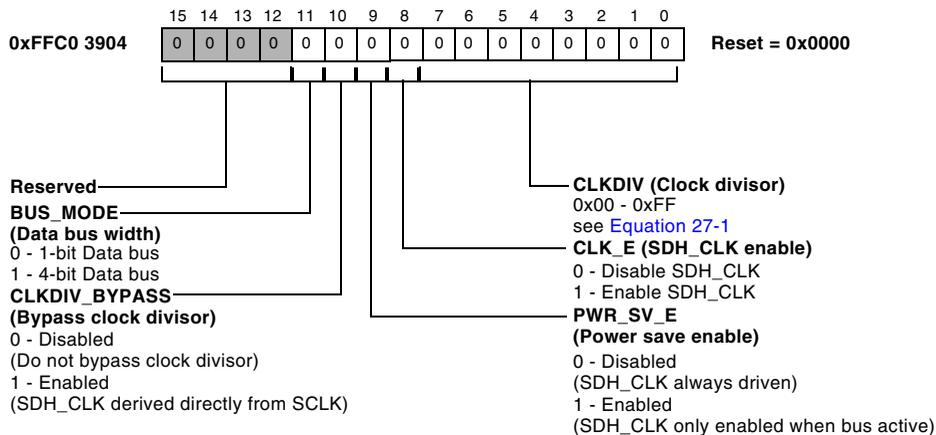 15 14 13 12 11 10 9 8 7 6 5 4 3 2 1 0
0xFFC0 3904 0 0 0 0 0 0 0 0 0 0 0 0 0 0 0 0 Reset = 0x0000
Reserved
BUS_MODE
(Data bus width)
0 - 1-bit Data bus
1 - 4-bit Data bus
CLKDIV_BYPASS
(Bypass clock divisor)
0 - Disabled
(Do not bypass clock divisor)
1 - Enabled
(SDH_CLK derived directly from SCLK)
CLKDIV (Clock divisor)
0x00 - 0xFF
see Equation 27-1
CLK_E (SDH_CLK enable)
0 - Disable SDH_CLK
1 - Enable SDH_CLK
PWR_SV_E
(Power save enable)
0 - Disabled
(SDH_CLK always driven)
1 - Enabled
(SDH_CLK only enabled when bus active)